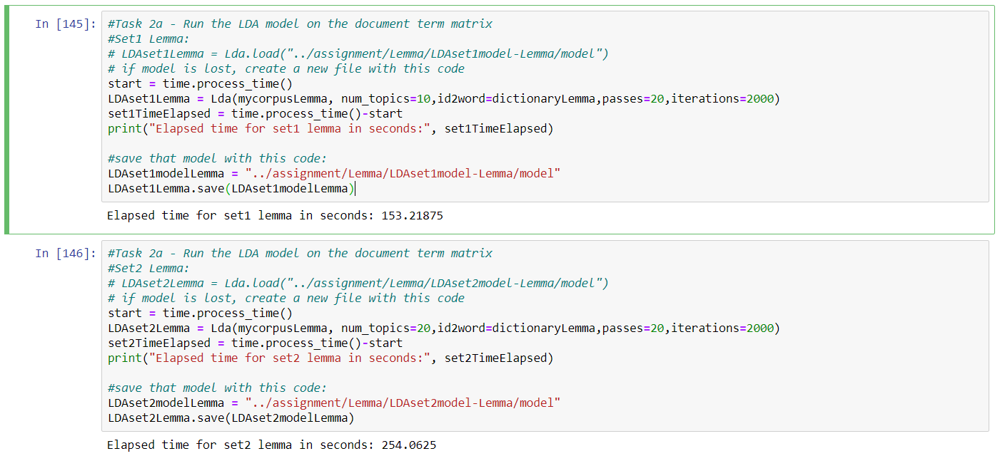 In [145]: #Task 2a - Run the LDA model on the document term matrix
#Set1 Lemma:
# LDAset1Lemma = Lda.load("../assignment/Lemma/LDAset1model-Lemma/model")
# if model is lost, create a new file with this code
start = time.process_time()
LDAset1Lemma = Lda(mycorpusLemma, num_topics=10,id2word=dictionaryLemma,passes=20,iterations=2000)
set1TimeElapsed = time.process_time()-start
print("Elapsed time for set1 lemma in seconds:", set1TimeElapsed)
#save that model with this code:
LDAset1modelLemma = "../assignment/Lemma/LDAset1model-Lemma/model"
LDAset1Lemma.save(LDAset1modelLemma)
Elapsed time for set1 lemma in seconds: 153.21875
In [146]: #Task 2a - Run the LDA model on the document term matrix
#Set2 Lemma:
# LDAset2Lemma = Lda.load("../assignment/Lemma/LDAset2model-Lemma/model")
# if model is lost, create a new file with this code
start = time.process_time()
LDAset2Lemma = Lda(mycorpusLemma, num_topics=20,id2word=dictionaryLemma,passes=20,iterations=2000)
set2TimeElapsed = time.process_time()-start
print("Elapsed time for set2 lemma in seconds:", set2TimeElapsed)
#save that model with this code:
LDAset2modelLemma = "../assignment/Lemma/LDAset2model-Lemma/model"
LDAset2Lemma.save(LDAset2modelLemma)
Elapsed time for set2 lemma in seconds: 254.0625